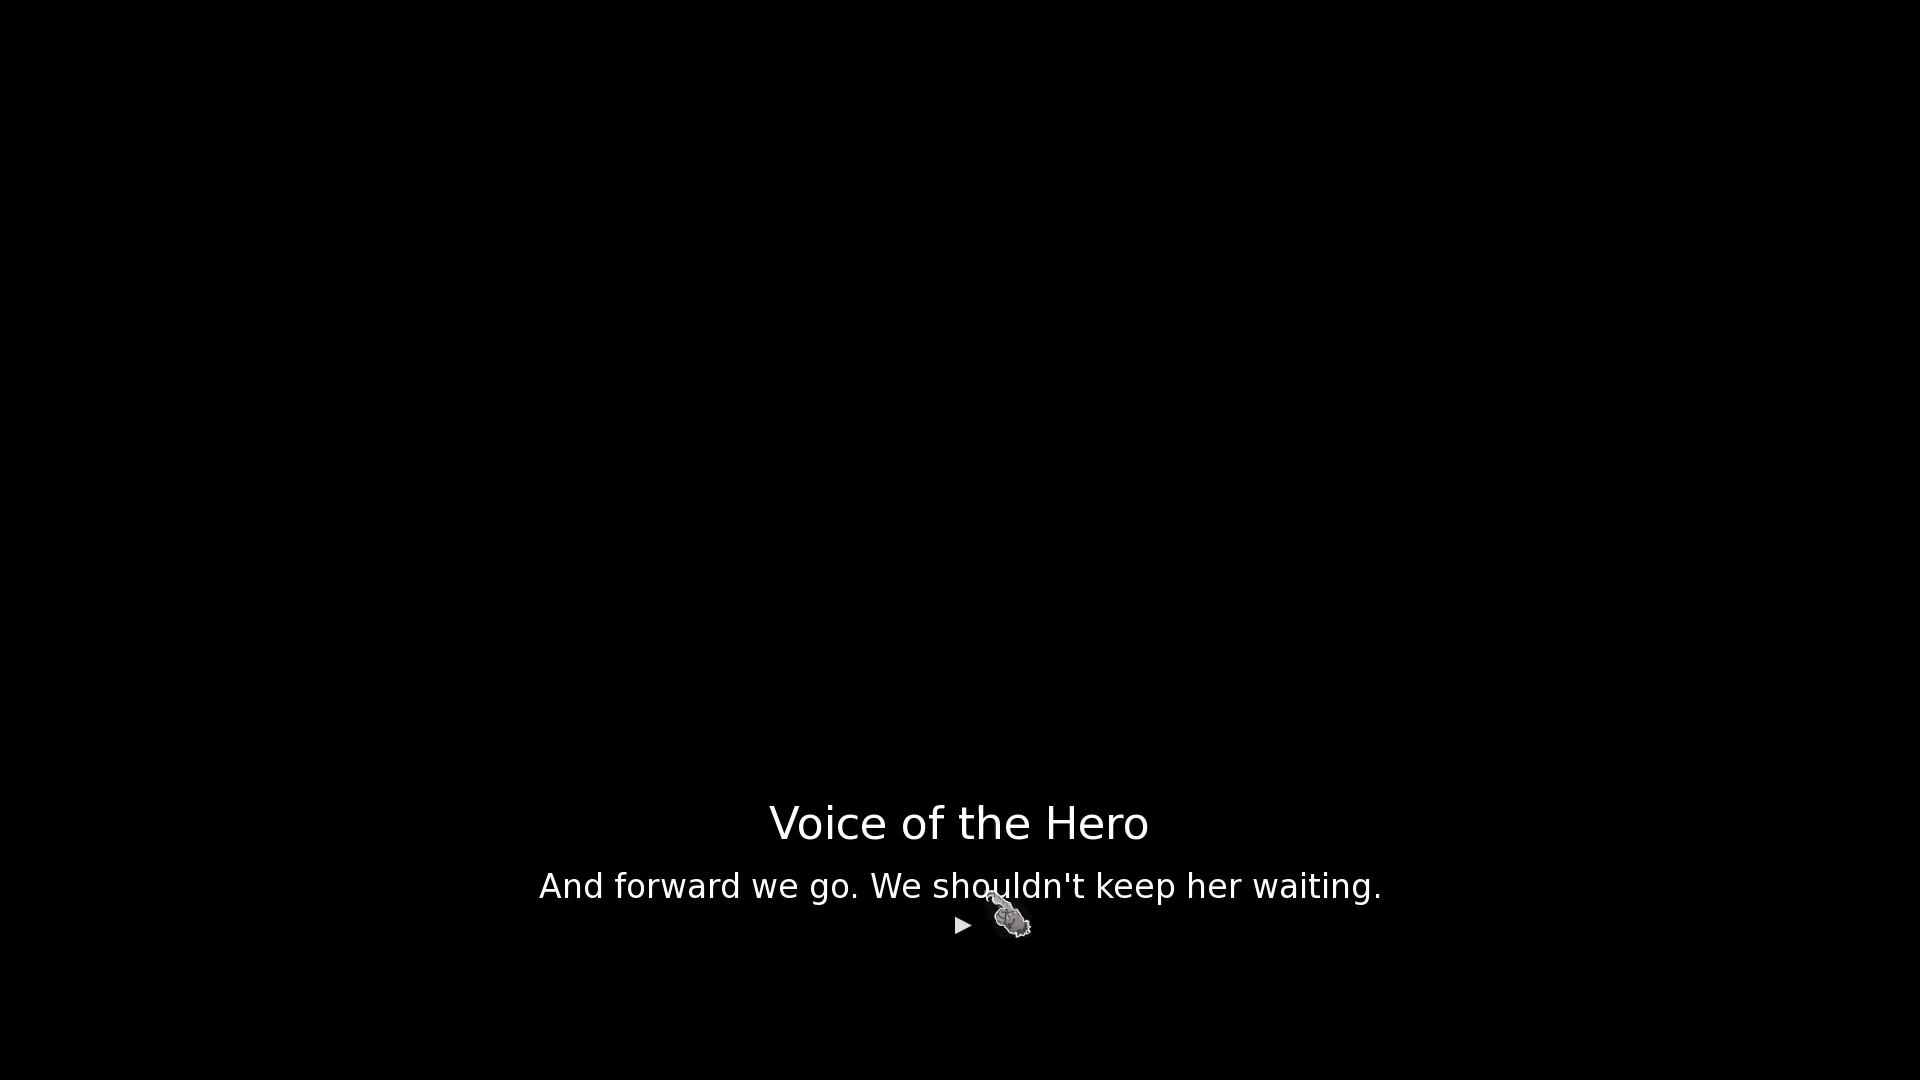 Voice of the Hero
And forward we go. We shouldn't keep her waiting.